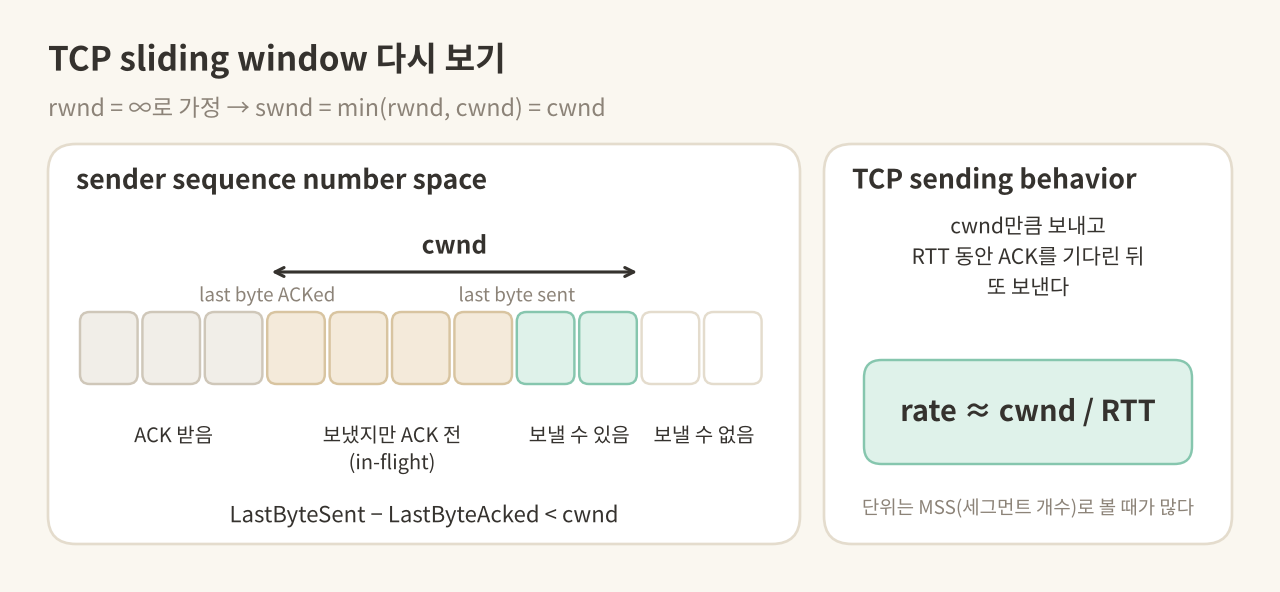 TCP sliding window 다시 보기
rwnd = ∞로 가정 → swnd = min(rwnd, cwnd) = cwnd
sender sequence number space
cwnd
last byte ACKed
last byte sent
ACK 받음
보냈지만 ACK 전
(in-flight)
보낼 수 있음
보낼 수 없음
LastByteSent − LastByteAcked < cwnd
TCP sending behavior
cwnd만큼 보내고
RTT 동안 ACK를 기다린 뒤
또 보낸다
rate ≈ cwnd / RTT
단위는 MSS(세그먼트 개수)로 볼 때가 많다